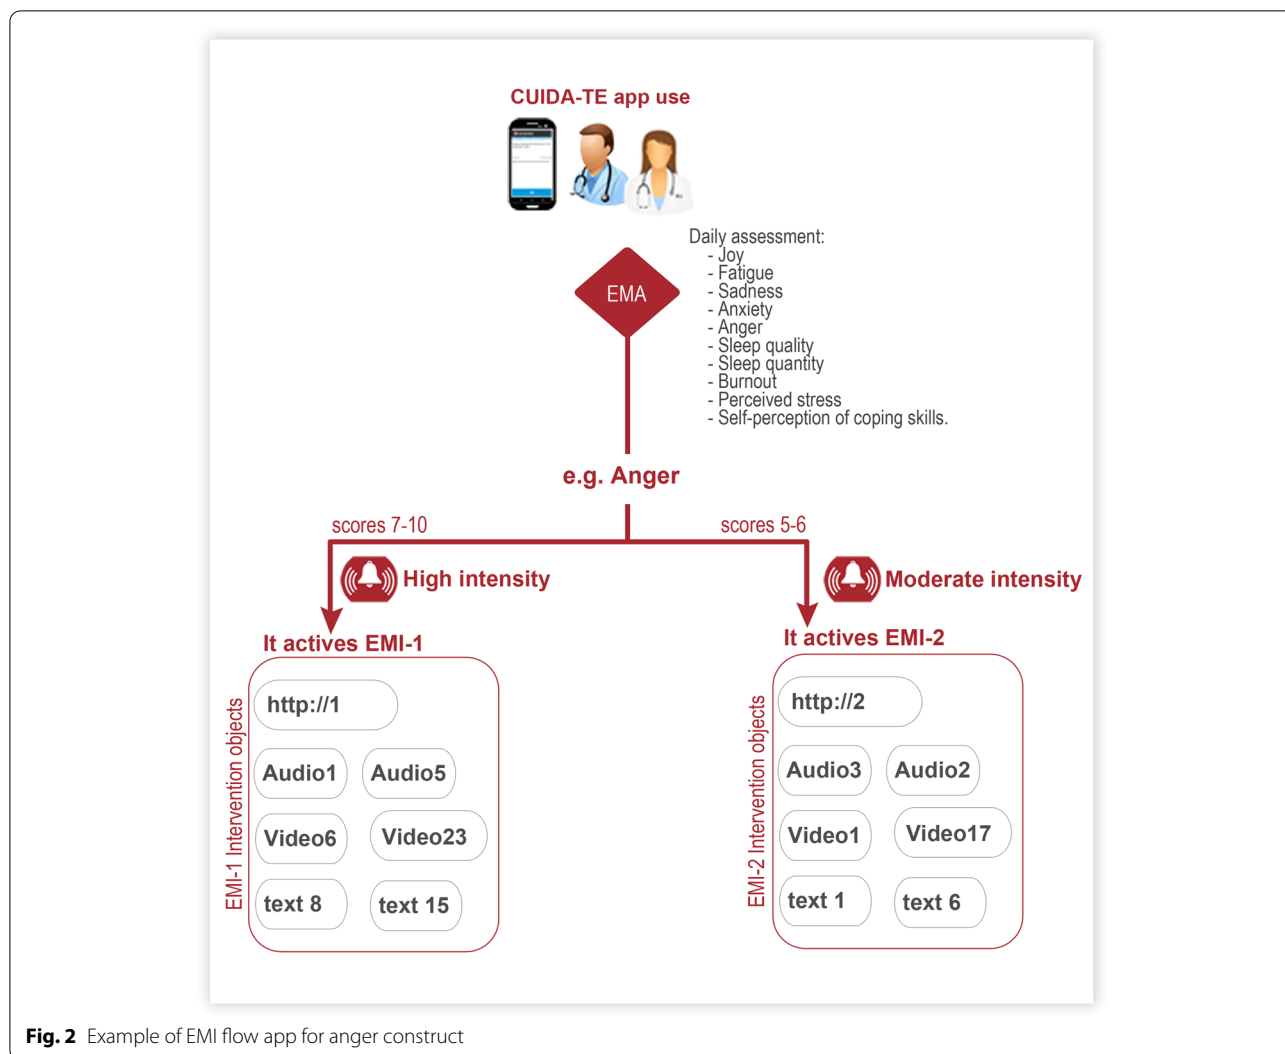 CUIDA-TE app use
Daily assessment:
- Joy
- Fatigue
- Sadness
- Anxiety
- Anger
- Sleep quality
- Sleep quantity
- Burnout
- Perceived stress
- Self-perception of coping skills.
EMA
e.g. Anger
scores 7-10
scores 5-6
High intensity
Moderate intensity
It actives EMI-1
EMI-1 Intervention objects
http://1
Audio1
Audio5
Video6
Video23
text 8
text 15
It actives EMI-2
EMI-2 Intervention objects
http://2
Audio3
Audio2
Video1
Video17
text 1
text 6
Fig. 2 Example of EMI flow app for anger construct